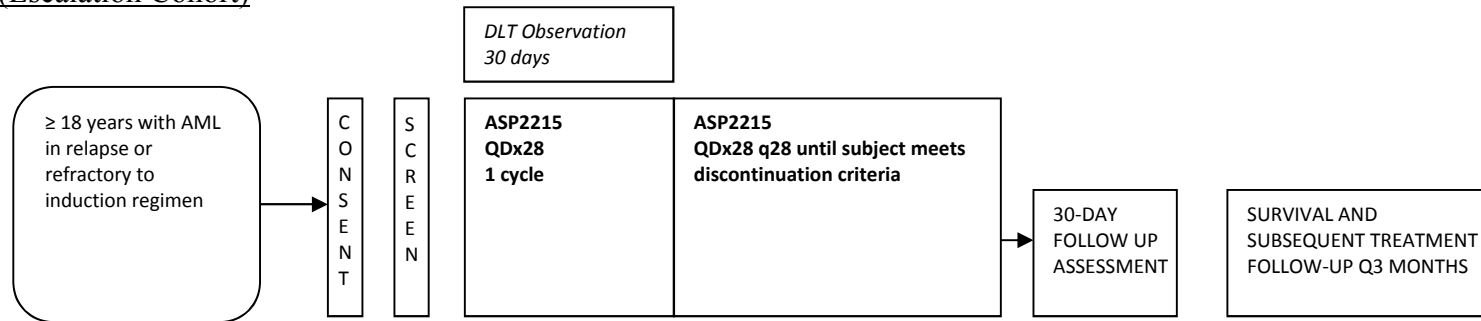 (Escalation Cohort)
DLT Observation
30 days
≥ 18 years with AML
in relapse or
refractory to
induction regimen
C
O
N
S
E
N
T
S
C
R
E
E
N
ASP2215
QDx28
1 cycle
ASP2215
QDx28 q28 until subject meets
discontinuation criteria
30-DAY
FOLLOW UP
ASSESSMENT
SURVIVAL AND
SUBSEQUENT TREATMENT
FOLLOW-UP Q3 MONTHS